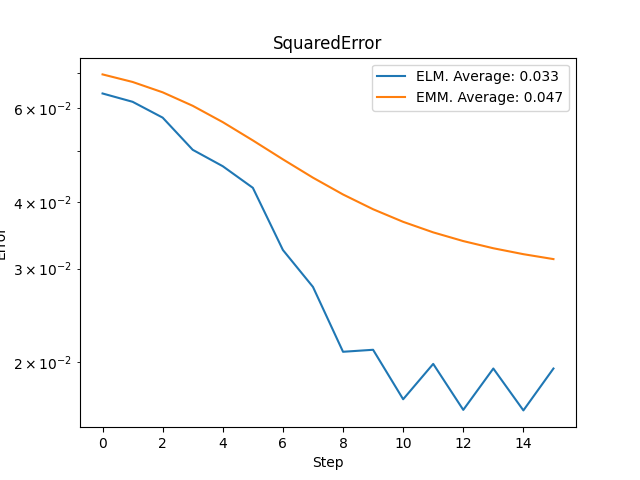 SquaredError
ELM. Average: 0.033
EMM. Average: 0.047
6 × 10⁻²
4 × 10⁻²
3 × 10⁻²
2 × 10⁻²
Error
0 2 4 6 8 10 12 14
Step